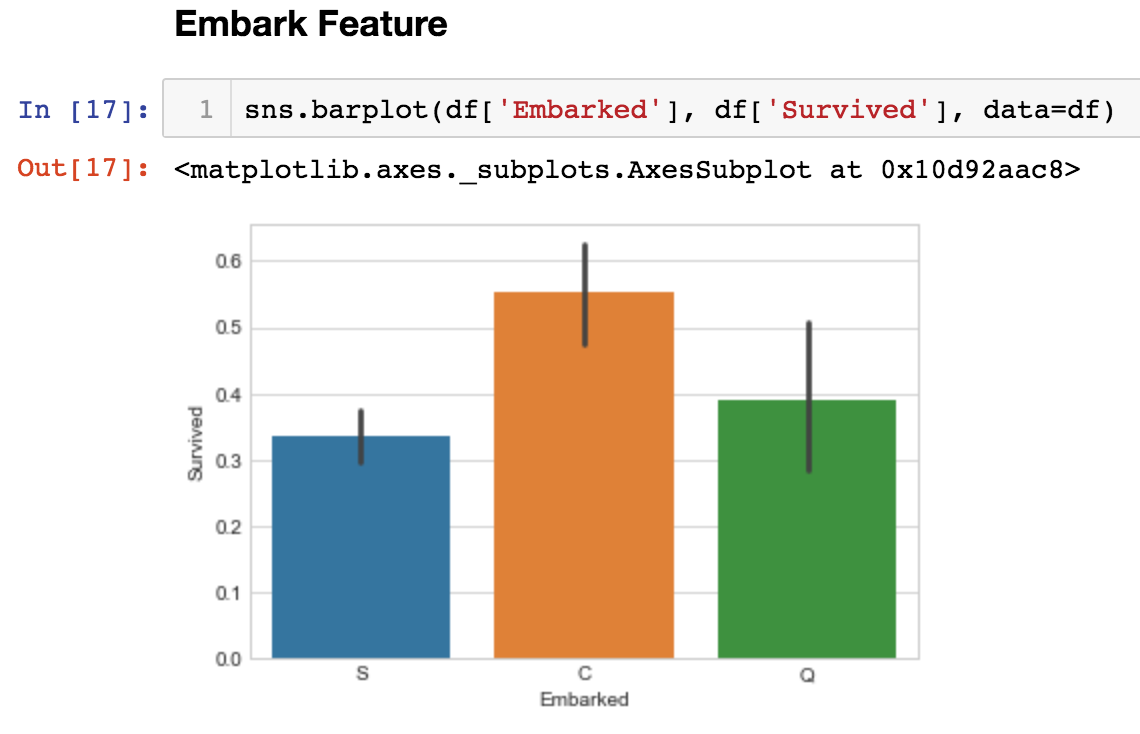 Embark Feature
In [17]: 1 sns.barplot(df['Embarked'], df['Survived'], data=df)
Out[17]: <matplotlib.axes._subplots.AxesSubplot at 0x10d92aac8>
0.6
0.5
0.4
0.3
0.2
0.1
0.0
Survived
S C Q
Embarked